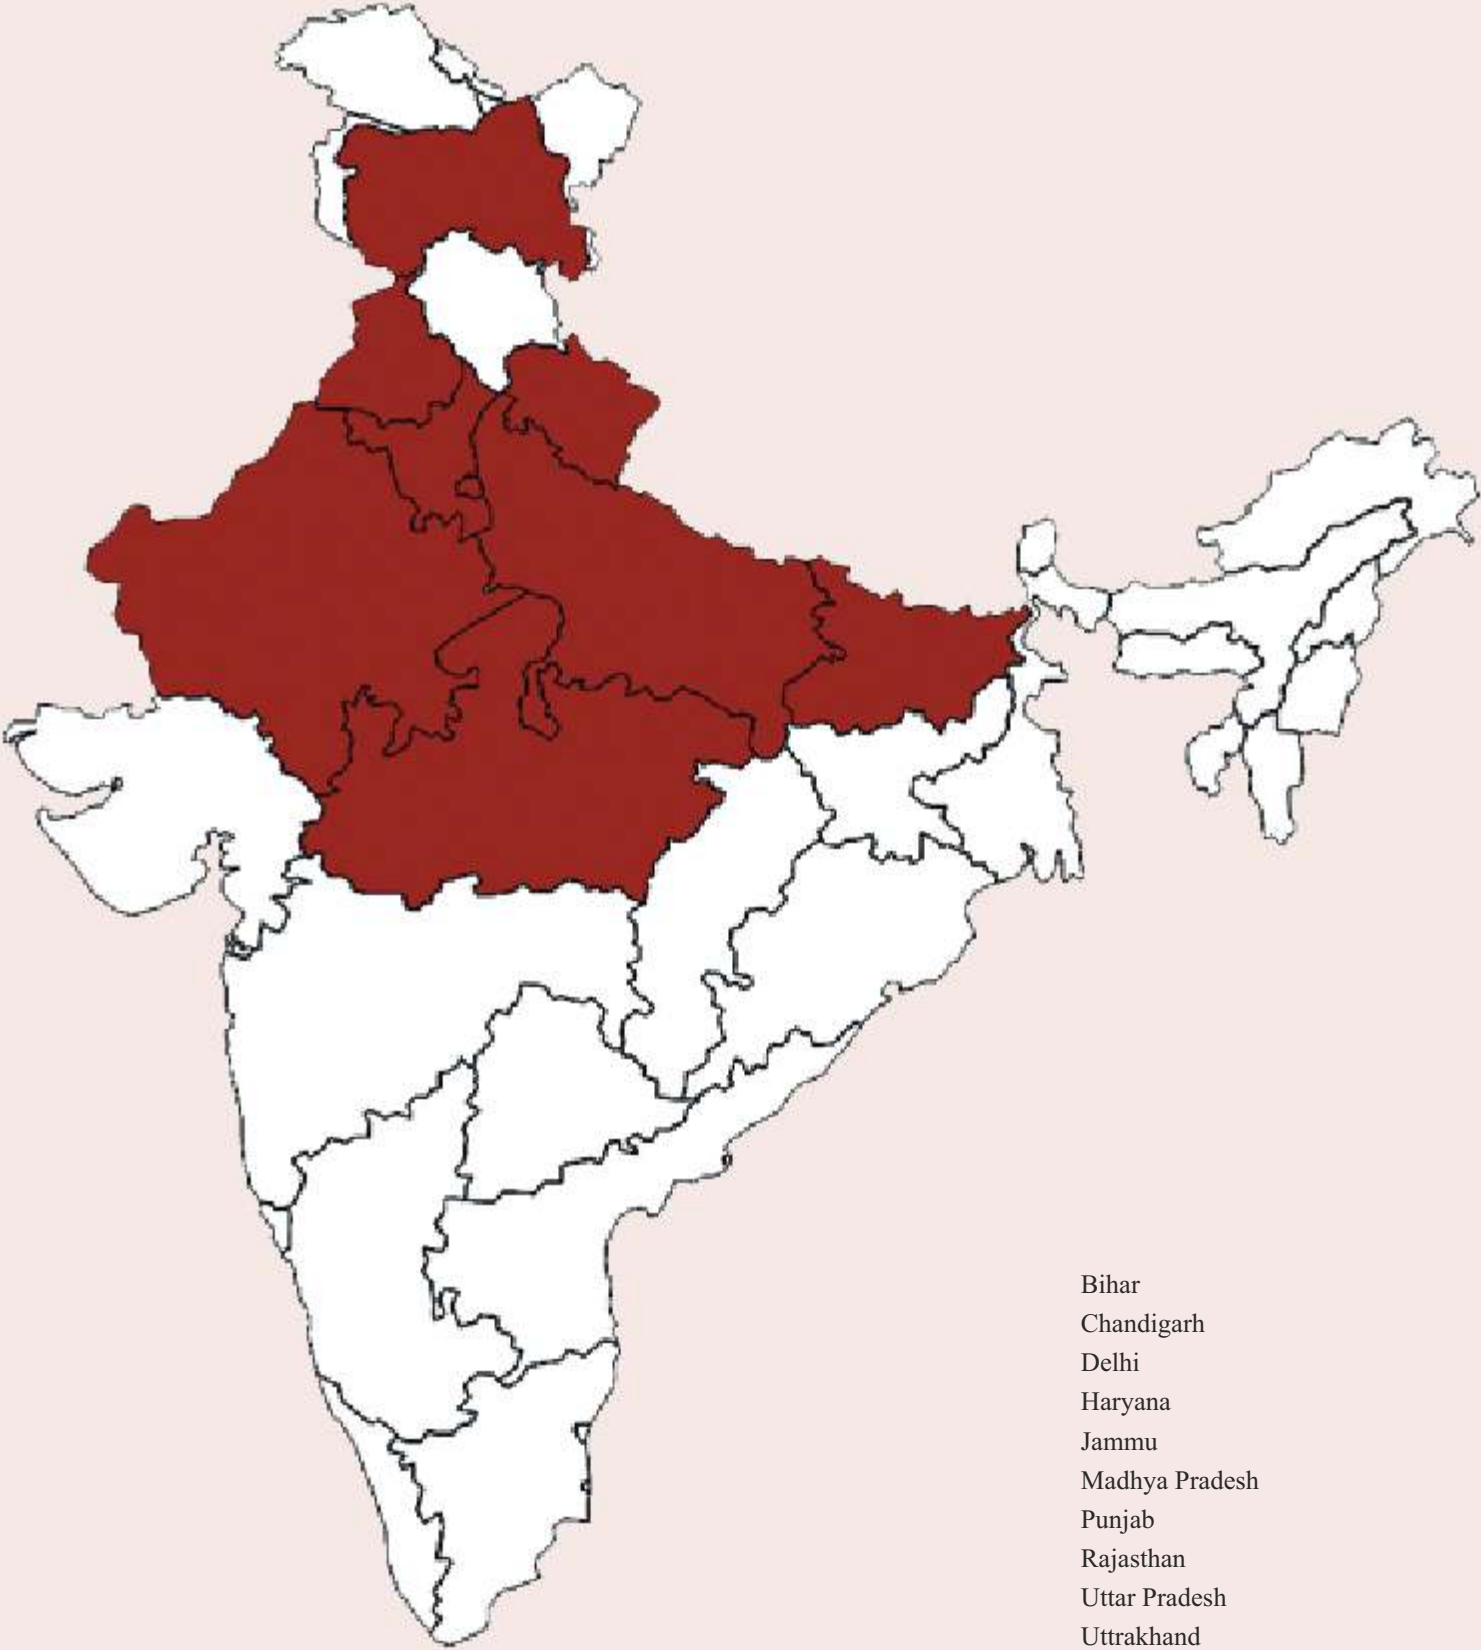 Bihar
Chandigarh
Delhi
Haryana
Jammu
Madhya Pradesh
Punjab
Rajasthan
Uttar Pradesh
Uttrakhand